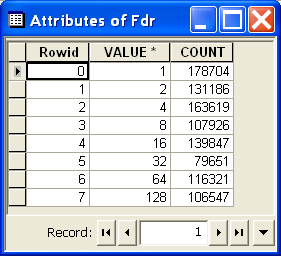 Attributes of Fdr
Rowid VALUE * COUNT
0 1 178704
1 2 131186
2 4 163619
3 8 107926
4 16 139847
5 32 79651
6 64 116321
7 128 106547
Record: 1